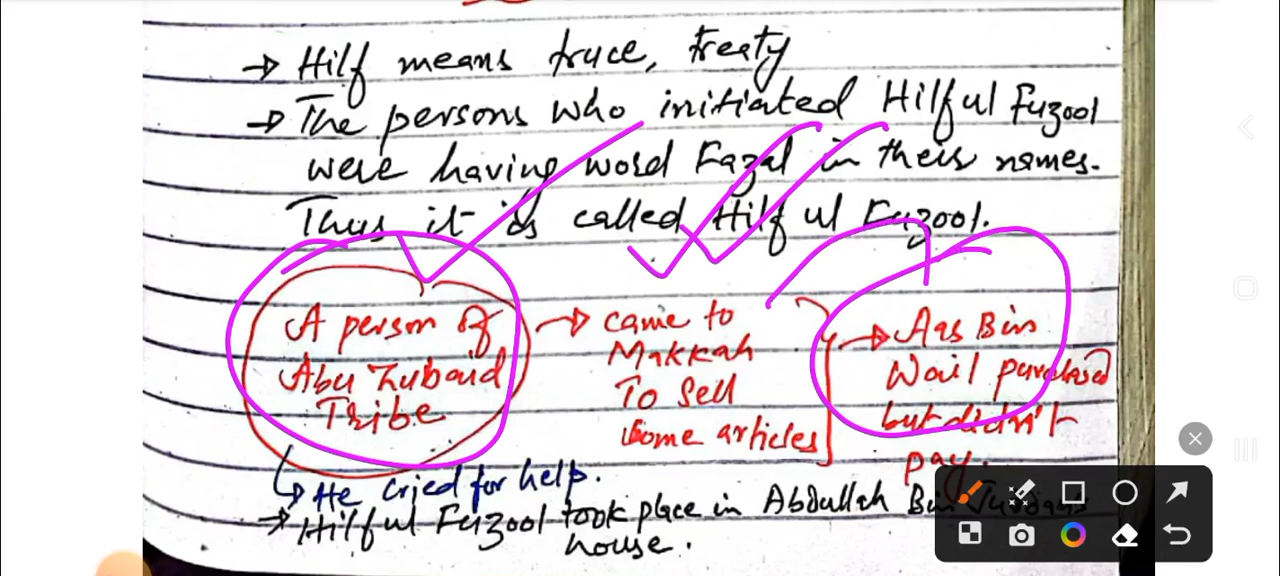 → Hilf means truce, treaty
→ The persons who initiated Hilful Fuzool
were having word Fazal in their names.
Thus it is called Hilf ul Fuzool.
A person of
Abu Zubaid
Tribe
→ came to
Makkah
To Sell
Some articles
→ Aas Bin
Wail purchased
but didn't
pay.
↳ He cried for help.
→ Hilful Fuzool took place in Abdullah Bin
house.